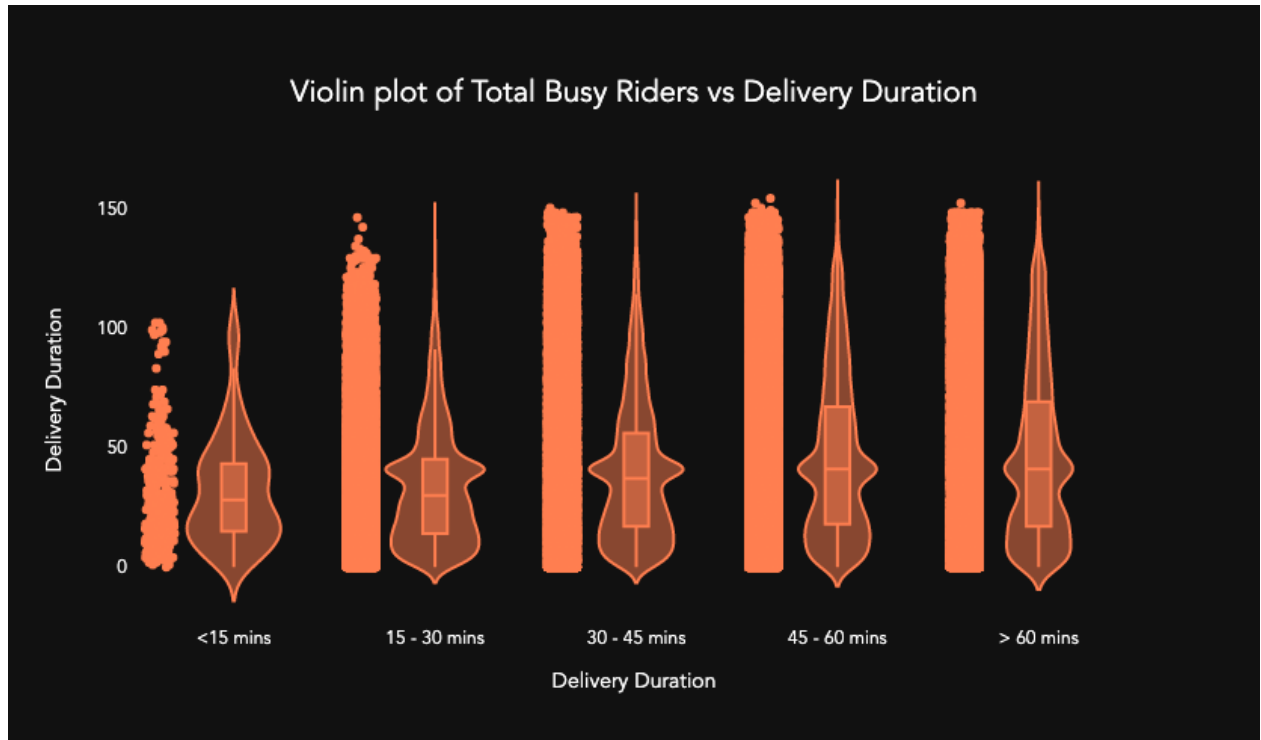 Violin plot of Total Busy Riders vs Delivery Duration
150
100
50
0
Delivery Duration
<15 mins
15 - 30 mins
30 - 45 mins
45 - 60 mins
> 60 mins
Delivery Duration